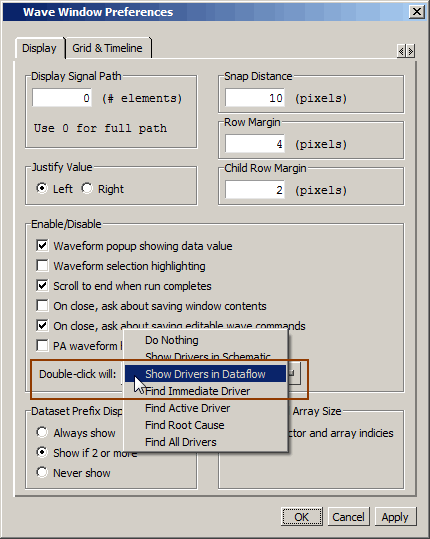 Wave Window Preferences
Display
Grid & Timeline
Display Signal Path
0 (# elements)
Use 0 for full path
Snap Distance
10 (pixels)
Row Margin
4 (pixels)
Justify Value
Left Right
Child Row Margin
2 (pixels)
Enable/Disable
Waveform popup showing data value
Waveform selection highlighting
Scroll to end when run completes
On close, ask about saving window contents
On close, ask about saving editable wave commands
PA waveform
Double-click will:
Do Nothing
Show Drivers in Schematic
Show Drivers in Dataflow
Find Immediate Driver
Find Active Driver
Find Root Cause
Find All Drivers
Dataset Prefix
Always show
Show if 2 or more
Never show
Array Size
and array indicies
OK Cancel Apply